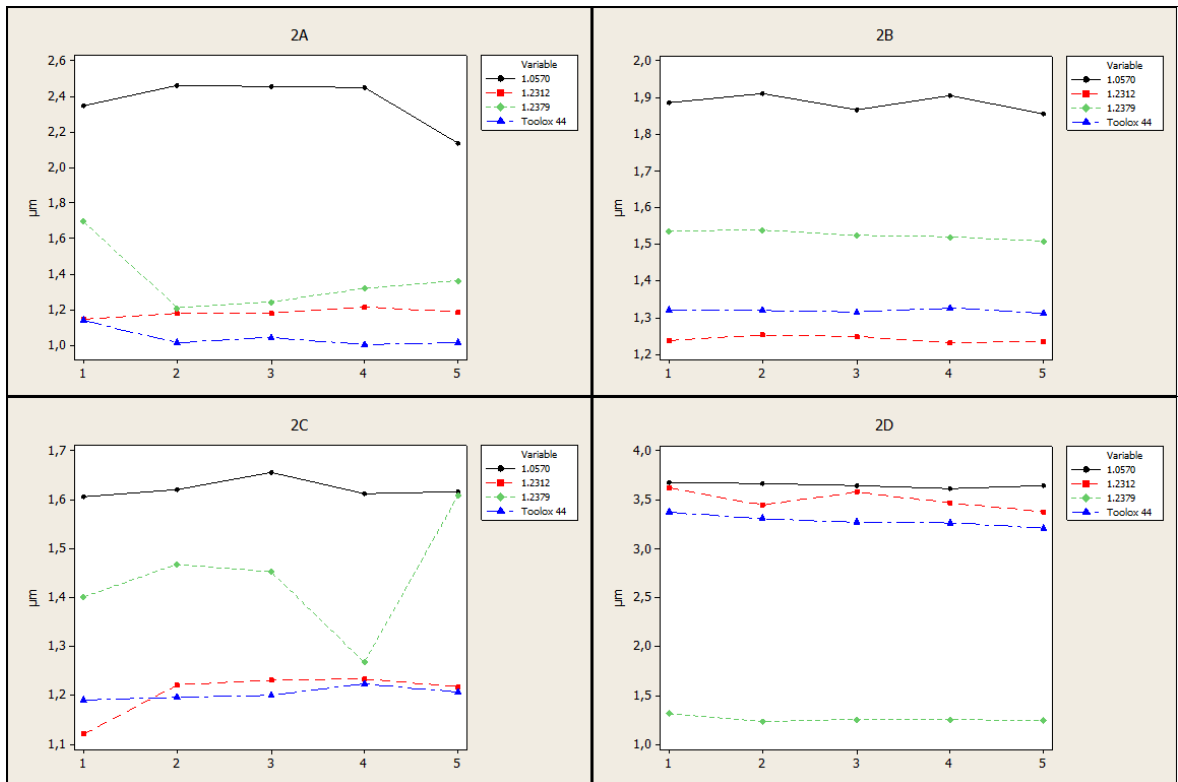 2A
2,6
2,4
2,2
2,0
1,8
1,6
1,4
1,2
1,0
µm
1 2 3 4 5
Variable
1.0570
1.2312
1.2379
Toolox 44
2B
2,0
1,9
1,8
1,7
1,6
1,5
1,4
1,3
1,2
µm
1 2 3 4 5
Variable
1.0570
1.2312
1.2379
Toolox 44
2C
1,7
1,6
1,5
1,4
1,3
1,2
1,1
µm
1 2 3 4 5
Variable
1.0570
1.2312
1.2379
Toolox 44
2D
4,0
3,5
3,0
2,5
2,0
1,5
1,0
µm
1 2 3 4 5
Variable
1.0570
1.2312
1.2379
Toolox 44